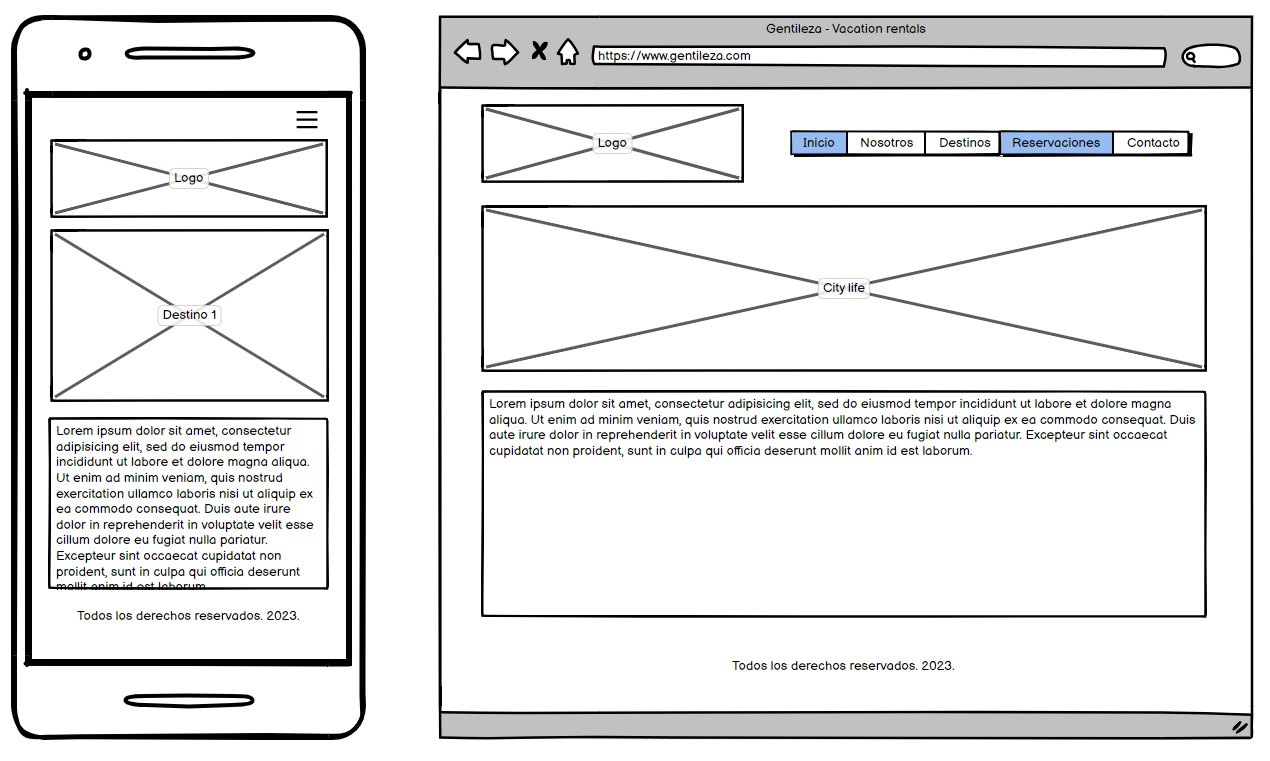 Logo
Destino 1
Lorem ipsum dolor sit amet, consectetur
adipisicing elit, sed do eiusmod tempor
incididunt ut labore et dolore magna aliqua.
Ut enim ad minim veniam, quis nostrud
exercitation ullamco laboris nisi ut aliquip ex
ea commodo consequat. Duis aute irure
dolor in reprehenderit in voluptate velit esse
cillum dolore eu fugiat nulla pariatur.
Excepteur sint occaecat cupidatat non
proident, sunt in culpa qui officia deserunt
mollit anim id est laborum.
Todos los derechos reservados. 2023.
Gentileza - Vacation rentals
https://www.gentileza.com
Logo
Inicio Nosotros Destinos Reservaciones Contacto
City life
Lorem ipsum dolor sit amet, consectetur adipisicing elit, sed do eiusmod tempor incididunt ut labore et dolore magna
aliqua. Ut enim ad minim veniam, quis nostrud exercitation ullamco laboris nisi ut aliquip ex ea commodo consequat. Duis
aute irure dolor in reprehenderit in voluptate velit esse cillum dolore eu fugiat nulla pariatur. Excepteur sint occaecat
cupidatat non proident, sunt in culpa qui officia deserunt mollit anim id est laborum.
Todos los derechos reservados. 2023.